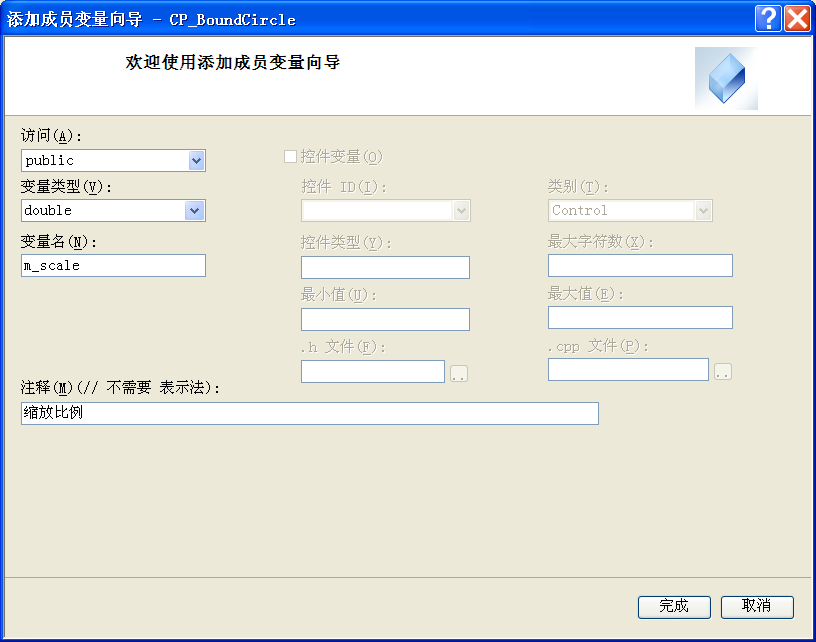 添加成员变量向导 - CP_BoundCircle
欢迎使用添加成员变量向导
访问(A):
public
控件变量(O)
变量类型(V):
控件 ID(I):
类别(T):
double
Control
变量名(N):
控件类型(Y):
最大字符数(X):
m_scale
最小值(U):
最大值(E):
.h 文件(F):
.cpp 文件(P):
..
..
注释(M)(// 不需要 表示法):
缩放比例
完成
取消